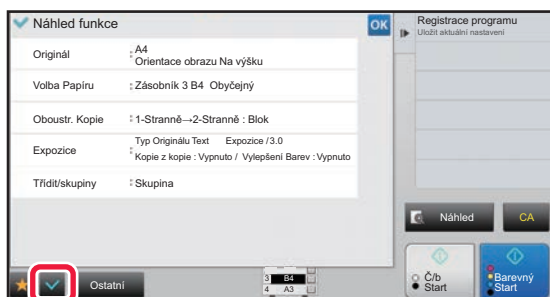 Náhled funkce
OK
Originál
: A4
Orientace obrazu Na výšku
Volba Papíru : Zásobník 3 B4 Obyčejný
Oboustr. Kopie : 1-Stranně→2-Stranně : Blok
Expozice
: Typ Originálu Text Expozice /3.0
Kopie z kopie : Vypnuto / Vylepšení Barev : Vypnuto
Třídit/skupiny : Skupina
Ostatní
3 B4
4 A3
Registrace programu
Uložit aktuální nastavení
Náhled
CA
Č/b
Start
Barevný
Start